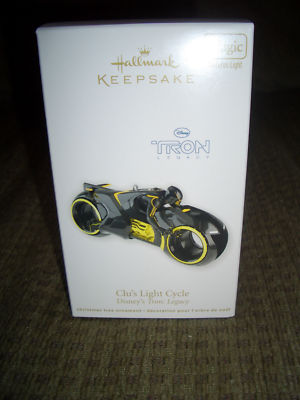 Hallmark
KEEPSAKE
Magic
Light
Disney
TRON
LEGACY
Clu's Light Cycle
Disney's Tron: Legacy
christmas tree ornament - décoration pour l'arbre de noël